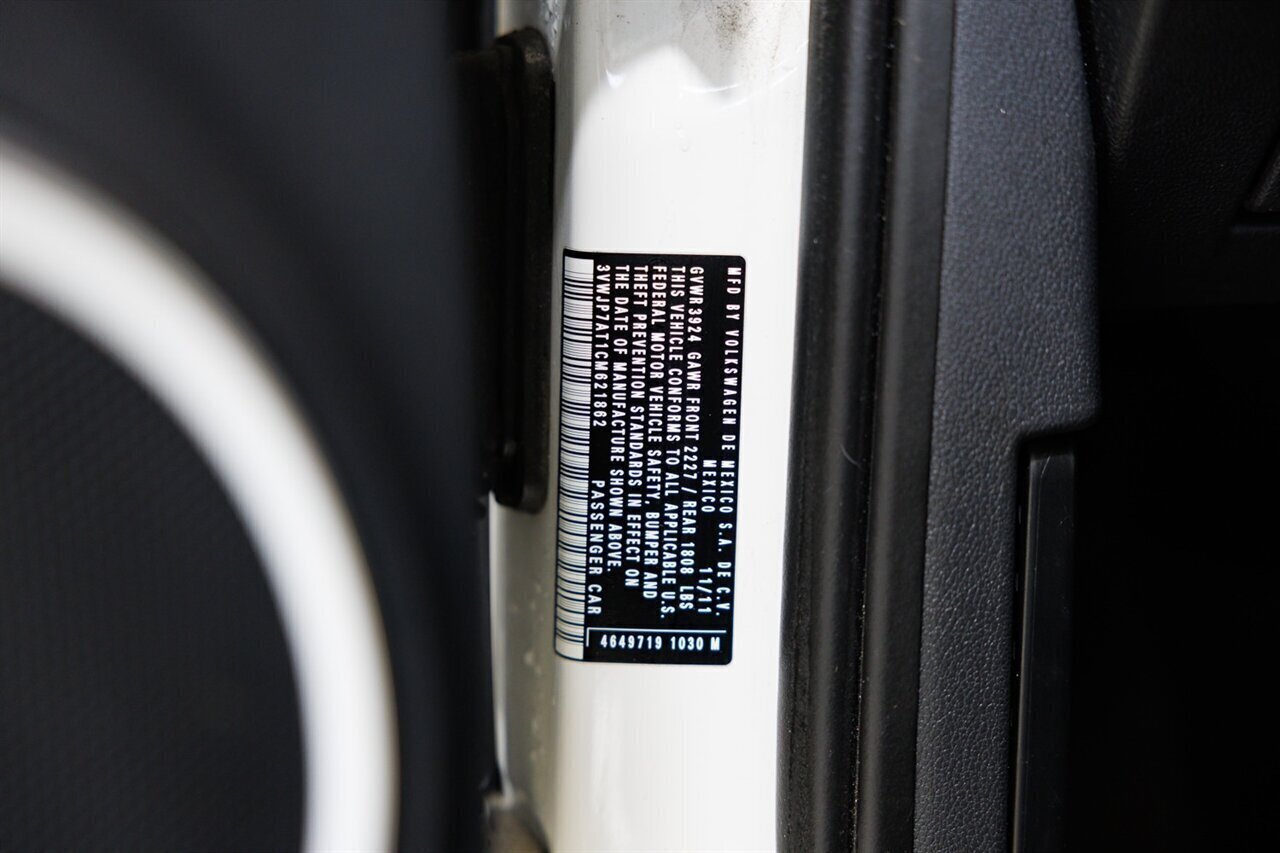 MFD BY VOLKSWAGEN DE MEXICO S.A. DE C.V.
MEXICO 11/11
GVWR3924 GAWR FRONT 2227 / REAR 1808 LBS
THIS VEHICLE CONFORMS TO ALL APPLICABLE U.S.
FEDERAL MOTOR VEHICLE SAFETY, BUMPER AND
THEFT PREVENTION STANDARDS IN EFFECT ON
THE DATE OF MANUFACTURE SHOWN ABOVE.
3VWJP7AT1CM621862 PASSENGER CAR
4649719 1030 M